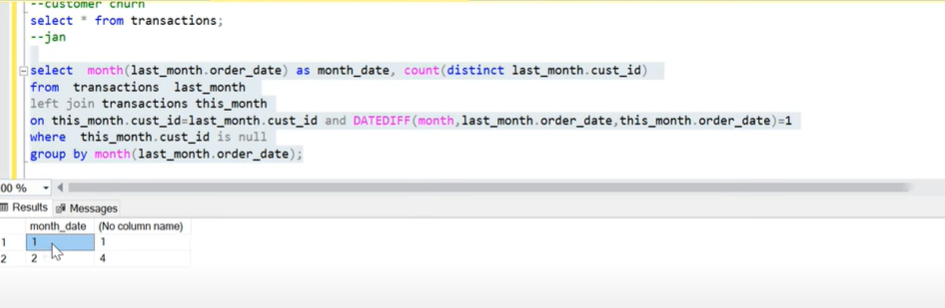 --customer churn
select * from transactions;
--jan
select month(last_month.order_date) as month_date, count(distinct last_month.cust_id)
from transactions last_month
left join transactions this_month
on this_month.cust_id=last_month.cust_id and DATEDIFF(month,last_month.order_date,this_month.order_date)=1
where this_month.cust_id is null
group by month(last_month.order_date);
00 %
Results Messages
month_date (No column name)
1 1 1
2 2 4